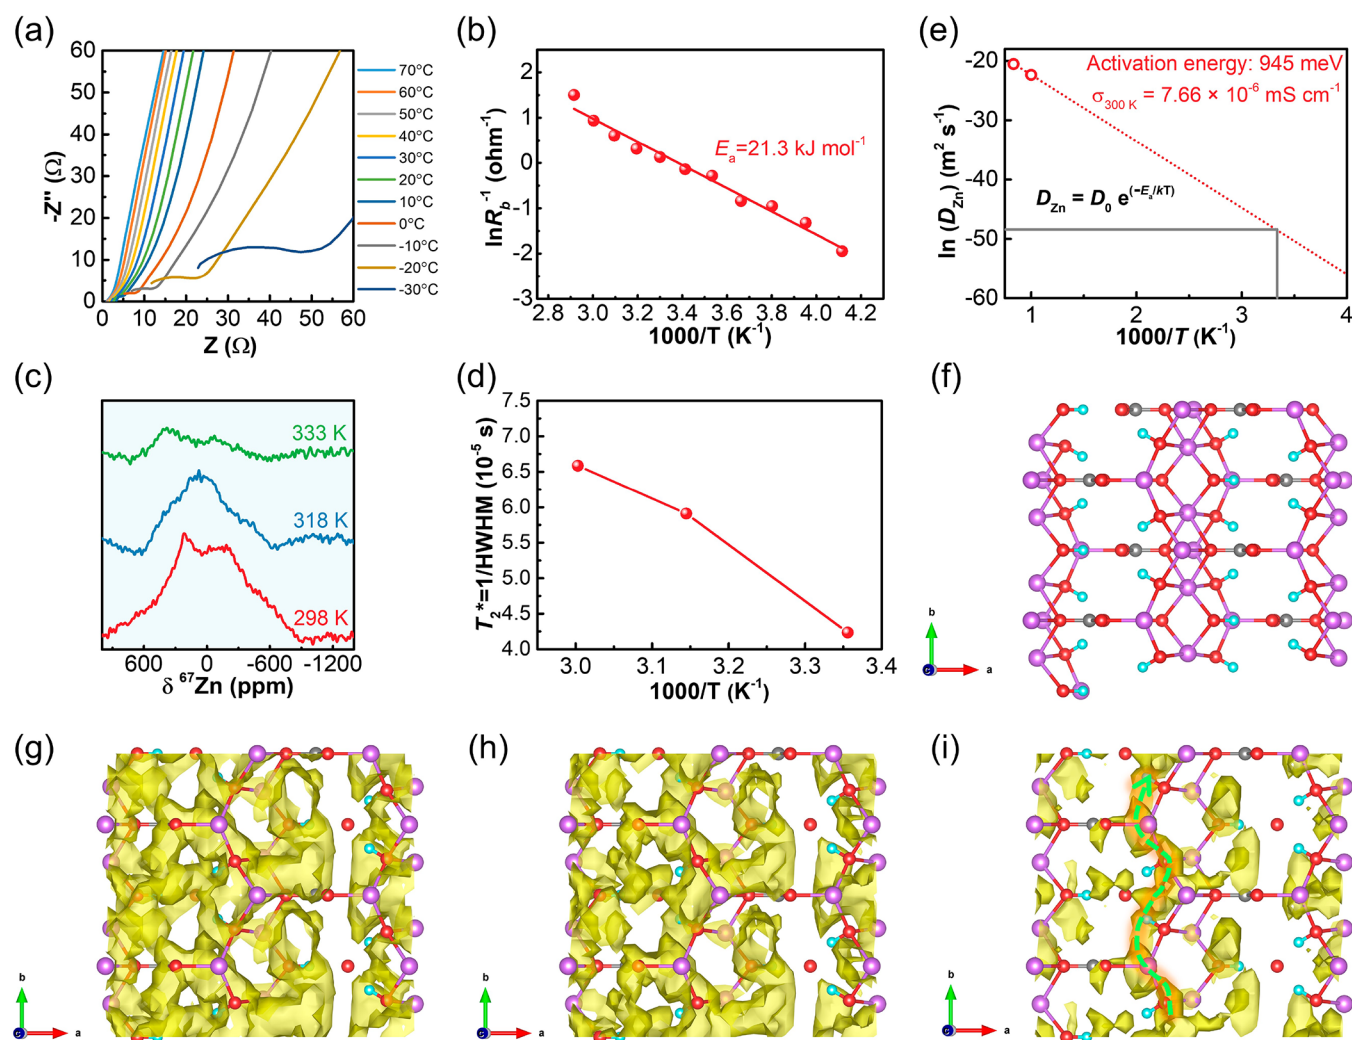 (a)
60
50
40
30
20
10
0
-Z'' (Ω)
0 10 20 30 40 50 60
Z (Ω)
70°C
60°C
50°C
40°C
30°C
20°C
10°C
0°C
-10°C
-20°C
-30°C
(b)
2
1
0
-1
-2
-3
lnR_b^-1 (ohm^-1)
E_a=21.3 kJ mol^-1
2.8 3.0 3.2 3.4 3.6 3.8 4.0 4.2
1000/T (K^-1)
(e)
-20
-30
-40
-50
-60
ln (D_Zn) (m² s^-1)
Activation energy: 945 meV
σ_300 K = 7.66 × 10^-6 mS cm^-1
D_Zn = D_0 e^(-E_a/kT)
1 2 3 4
1000/T (K^-1)
(c)
333 K
318 K
298 K
600 0 -600 -1200
δ ^67Zn (ppm)
(d)
7.5
7.0
6.5
6.0
5.5
5.0
4.5
4.0
T_2*=1/HWHM (10^-5 s)
3.0 3.1 3.2 3.3 3.4
1000/T (K^-1)
(f)
b
c a
(g)
b
c a
(h)
b
c a
(i)
b
c a